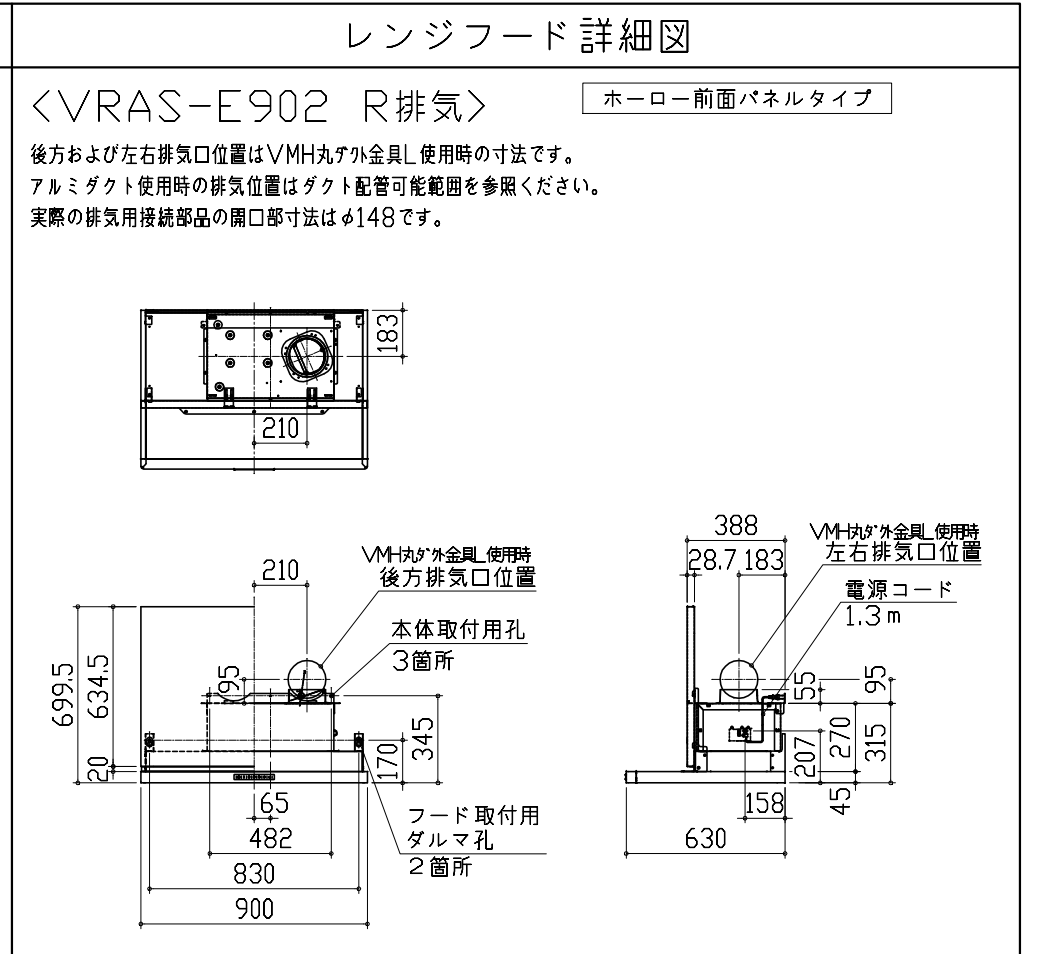 レンジフード詳細図
<VRAS-E902 R排気>
ホーロー前面パネルタイプ
後方および左右排気口位置はVMH丸ダクト金具L使用時の寸法です。
アルミダクト使用時の排気位置はダクト配管可能範囲を参照ください。
実際の排気用接続部品の開口部寸法はφ148です。
183
210
388
28.7
183
VMH丸ダクト金具L使用時
左右排気口位置
電源コード
1.3m
210
VMH丸ダクト金具L使用時
後方排気口位置
本体取付用孔
3箇所
699.5
634.5
20
95
345
170
65
482
830
900
フード取付用
ダルマ孔
2箇所
55
95
207
270
315
45
158
630